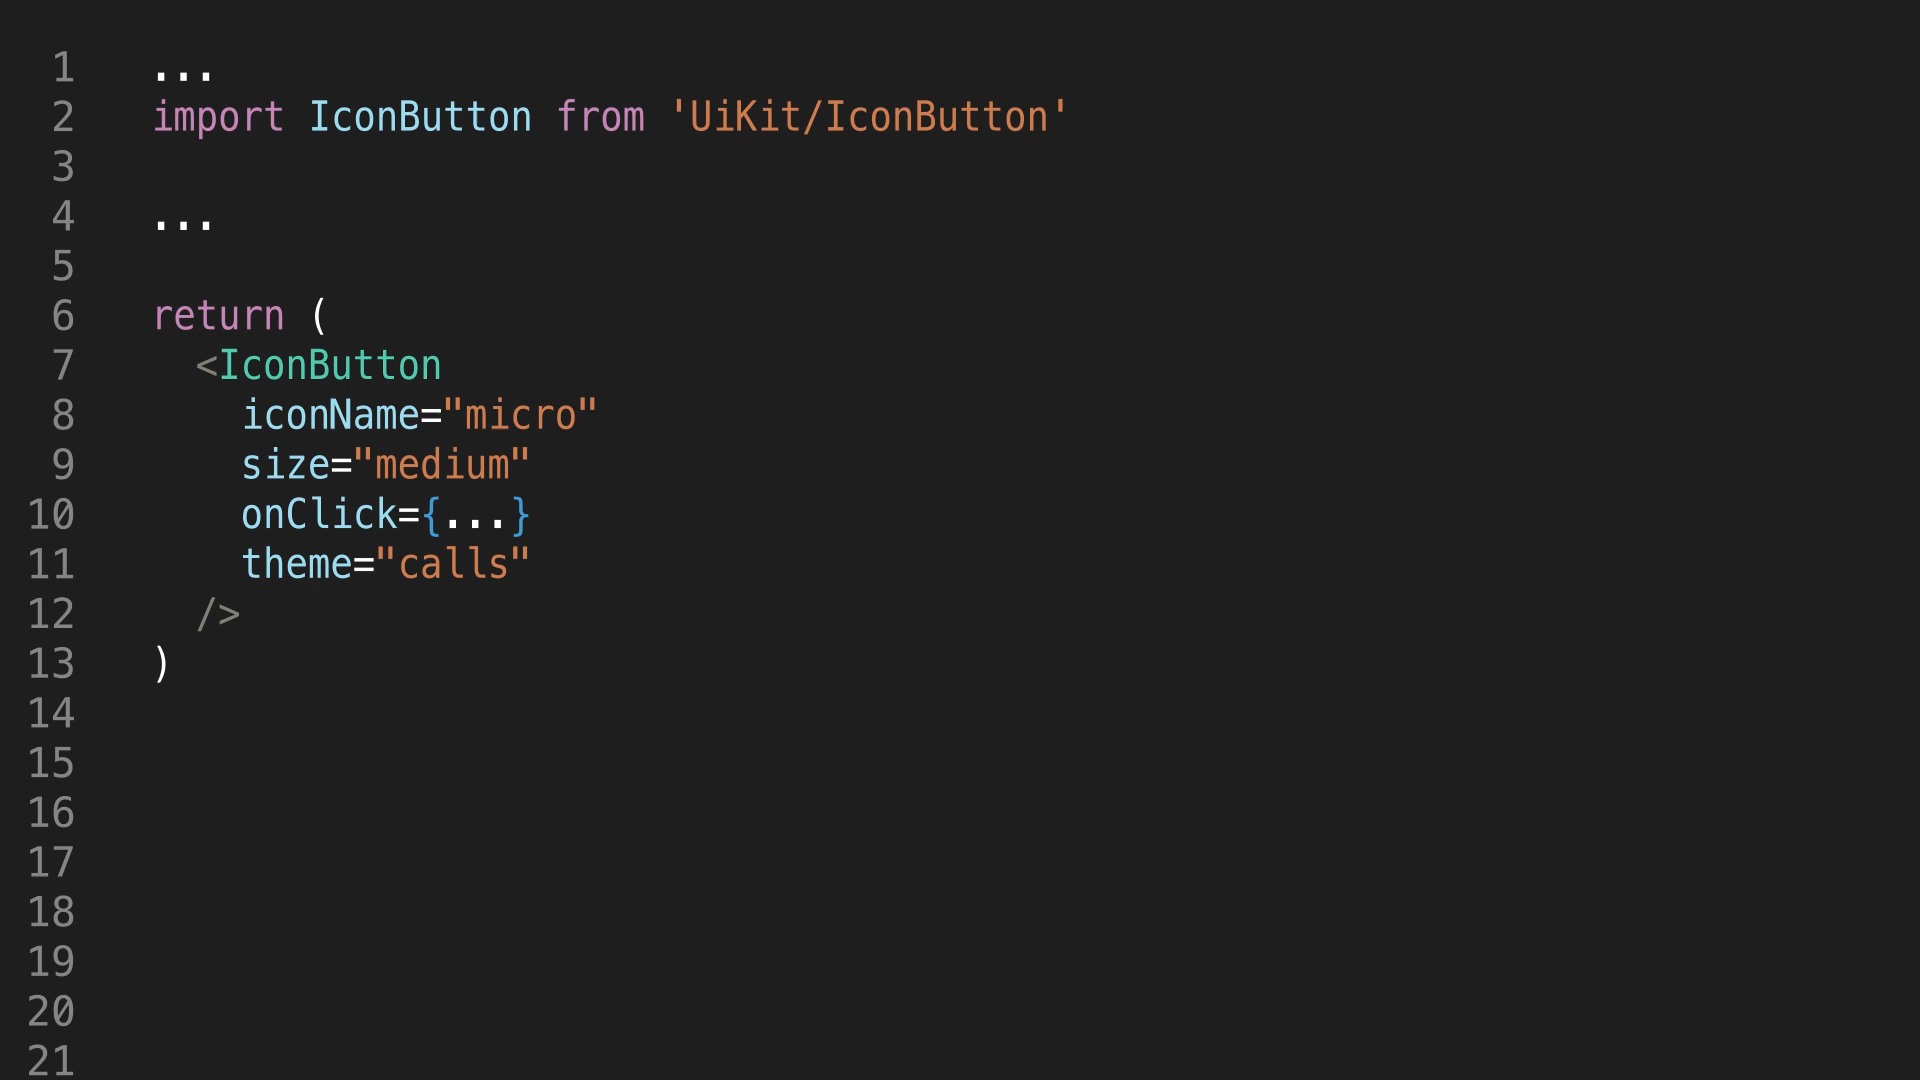 1 ...
2 import IconButton from 'UiKit/IconButton'
3
4 ...
5
6 return (
7   <IconButton
8     iconName="micro"
9     size="medium"
10     onClick={...}
11     theme="calls"
12   />
13 )
14
15
16
17
18
19
20
21